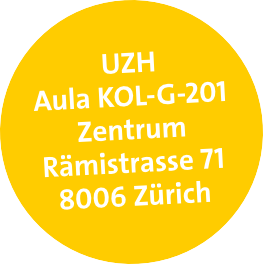 UZH
Aula KOL-G-201
Zentrum
Rämistrasse 71
8006 Zürich